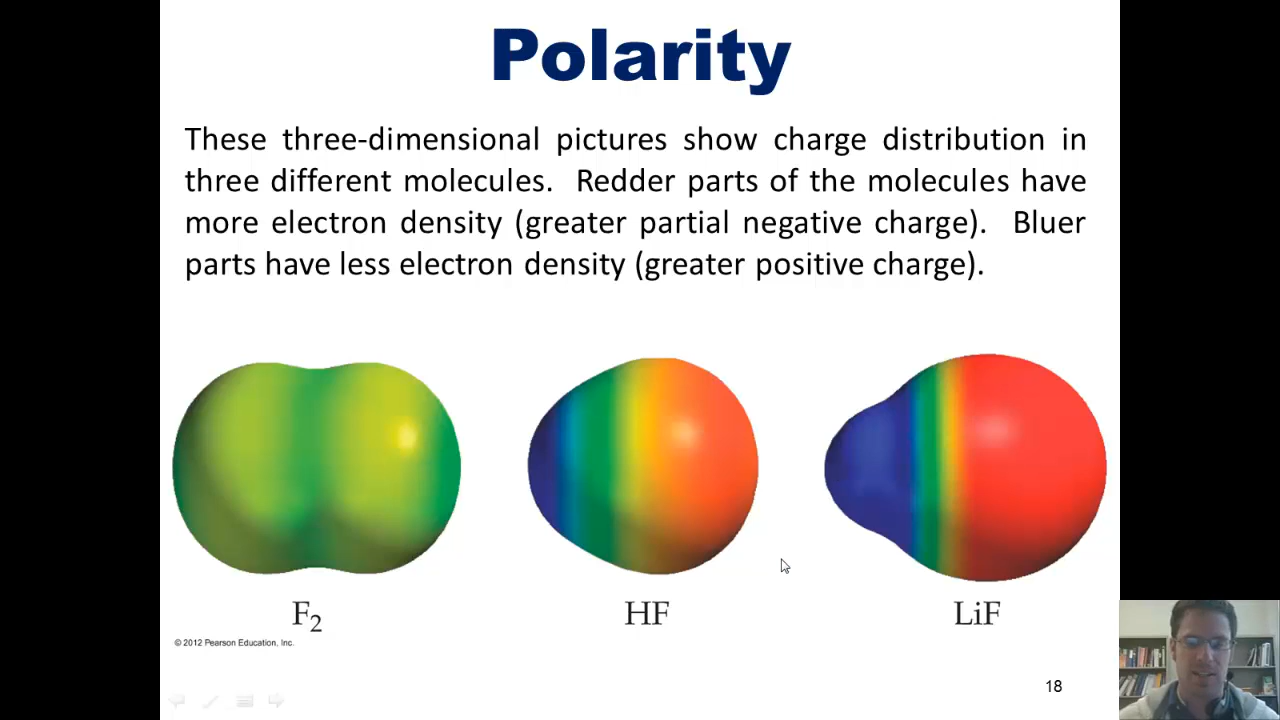 Polarity
These three-dimensional pictures show charge distribution in
three different molecules. Redder parts of the molecules have
more electron density (greater partial negative charge). Bluer
parts have less electron density (greater positive charge).
F₂
HF
LiF
© 2012 Pearson Education, Inc.
18